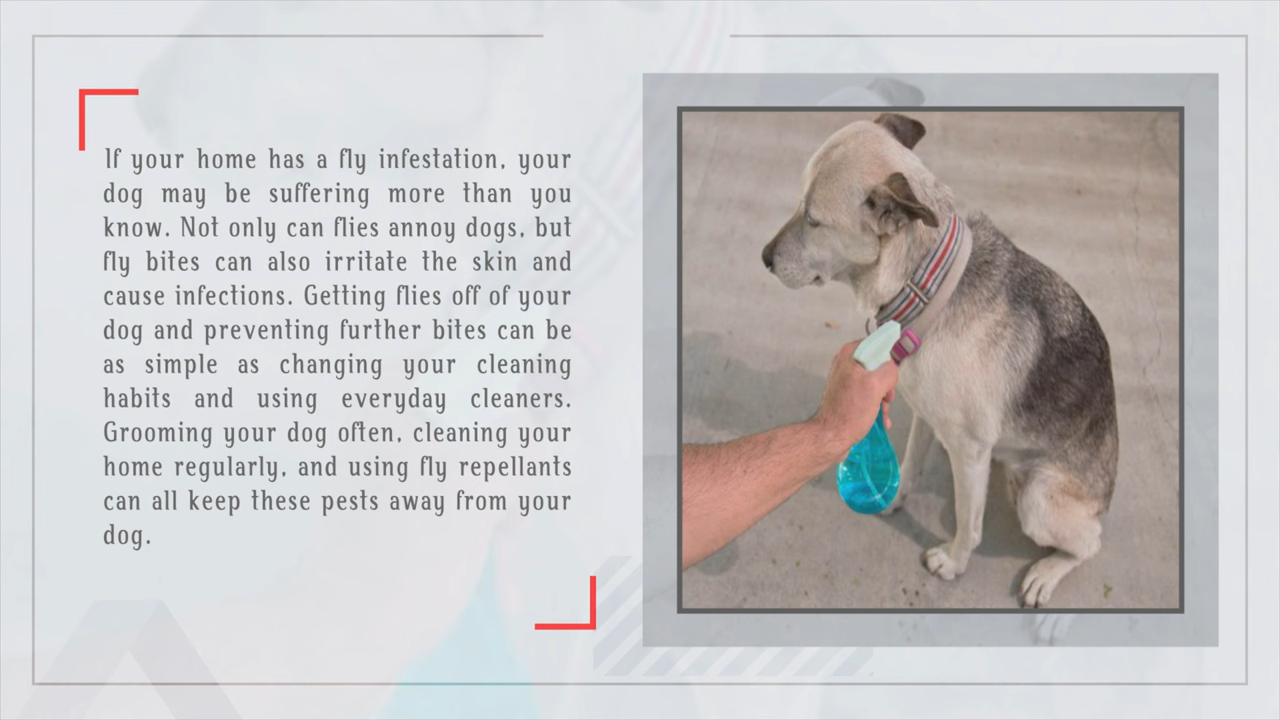 If your home has a fly infestation, your
dog may be suffering more than you
know. Not only can flies annoy dogs, but
fly bites can also irritate the skin and
cause infections. Getting flies off of your
dog and preventing further bites can be
as simple as changing your cleaning
habits and using everyday cleaners.
Grooming your dog often, cleaning your
home regularly, and using fly repellants
can all keep these pests away from your
dog.